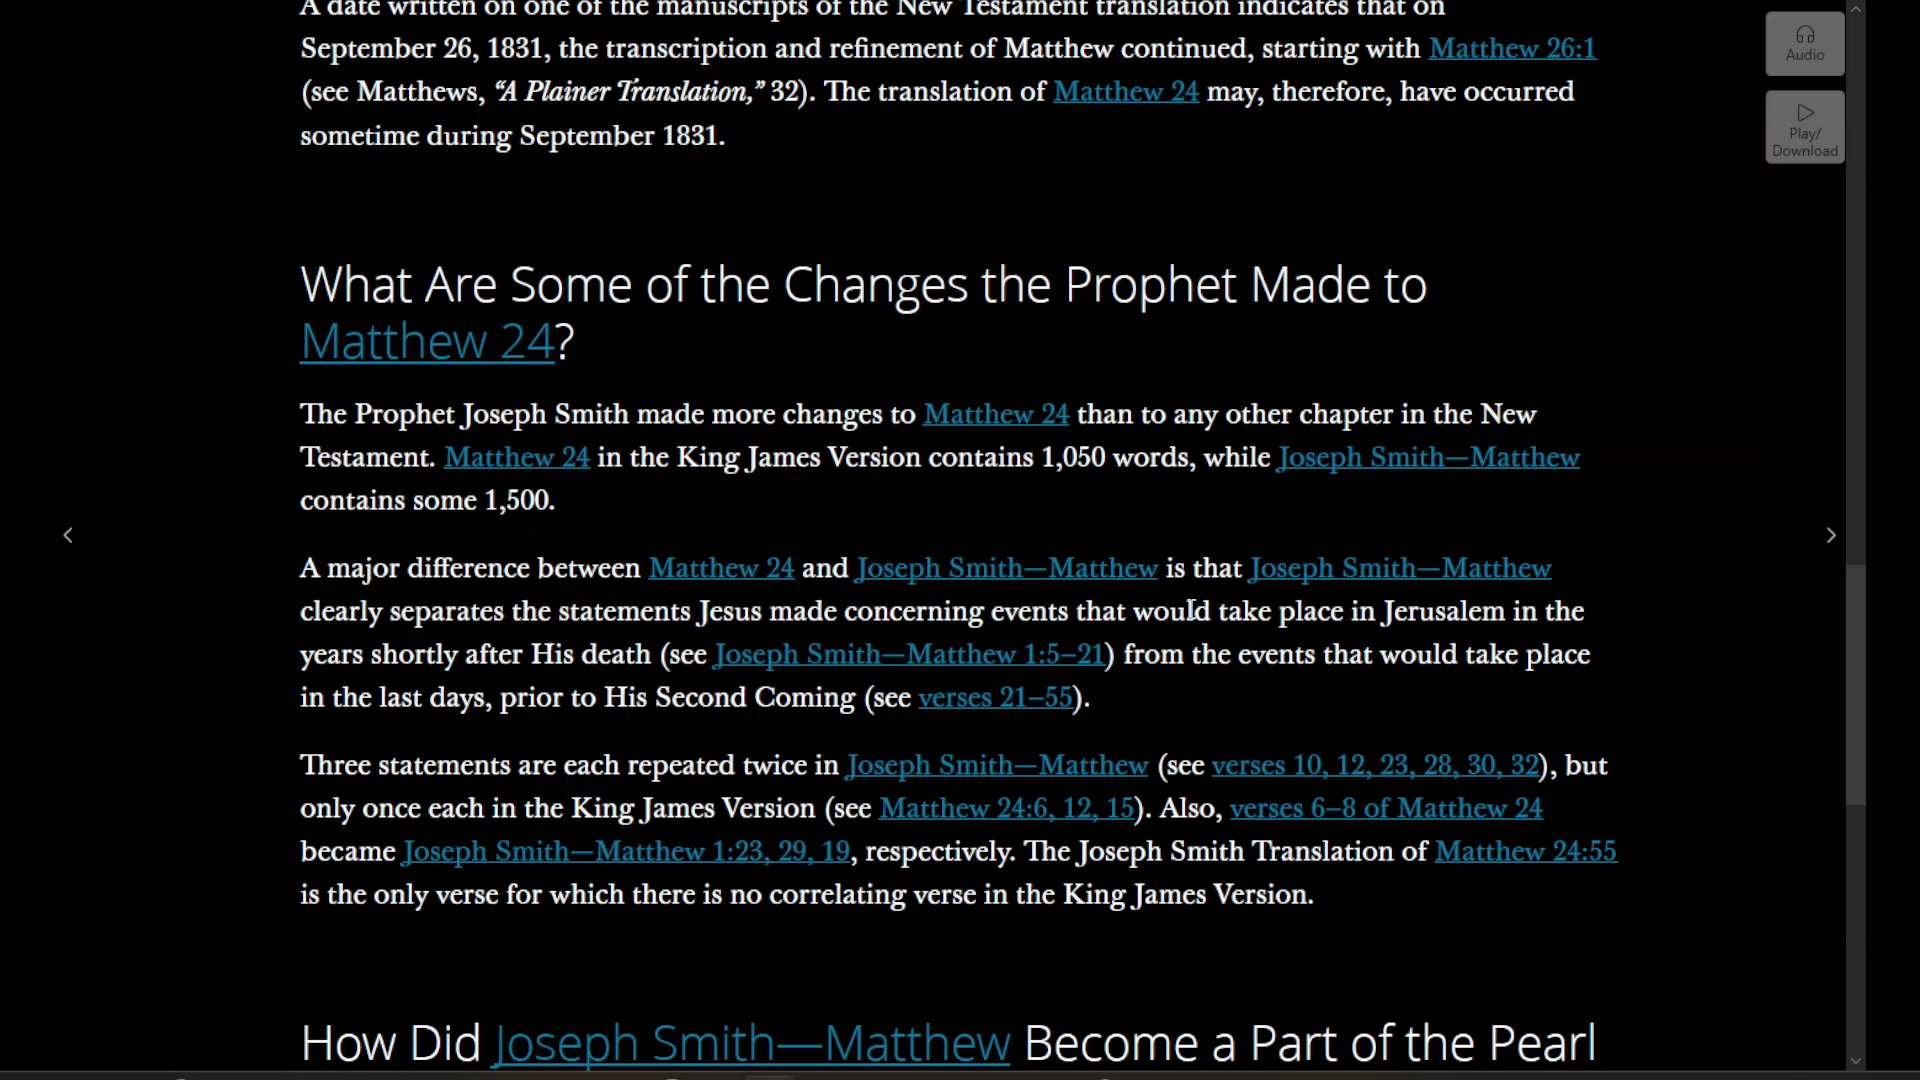 A date written on one of the manuscripts of the New Testament translation indicates that on
September 26, 1831, the transcription and refinement of Matthew continued, starting with Matthew 26:1
(see Matthews, “A Plainer Translation,” 32). The translation of Matthew 24 may, therefore, have occurred
sometime during September 1831.
Audio
Play/
Download
What Are Some of the Changes the Prophet Made to
Matthew 24?
The Prophet Joseph Smith made more changes to Matthew 24 than to any other chapter in the New
Testament. Matthew 24 in the King James Version contains 1,050 words, while Joseph Smith—Matthew
contains some 1,500.
A major difference between Matthew 24 and Joseph Smith—Matthew is that Joseph Smith—Matthew
clearly separates the statements Jesus made concerning events that would take place in Jerusalem in the
years shortly after His death (see Joseph Smith—Matthew 1:5–21) from the events that would take place
in the last days, prior to His Second Coming (see verses 21–55).
Three statements are each repeated twice in Joseph Smith—Matthew (see verses 10, 12, 23, 28, 30, 32), but
only once each in the King James Version (see Matthew 24:6, 12, 15). Also, verses 6–8 of Matthew 24
became Joseph Smith—Matthew 1:23, 29, 19, respectively. The Joseph Smith Translation of Matthew 24:55
is the only verse for which there is no correlating verse in the King James Version.
How Did Joseph Smith—Matthew Become a Part of the Pearl